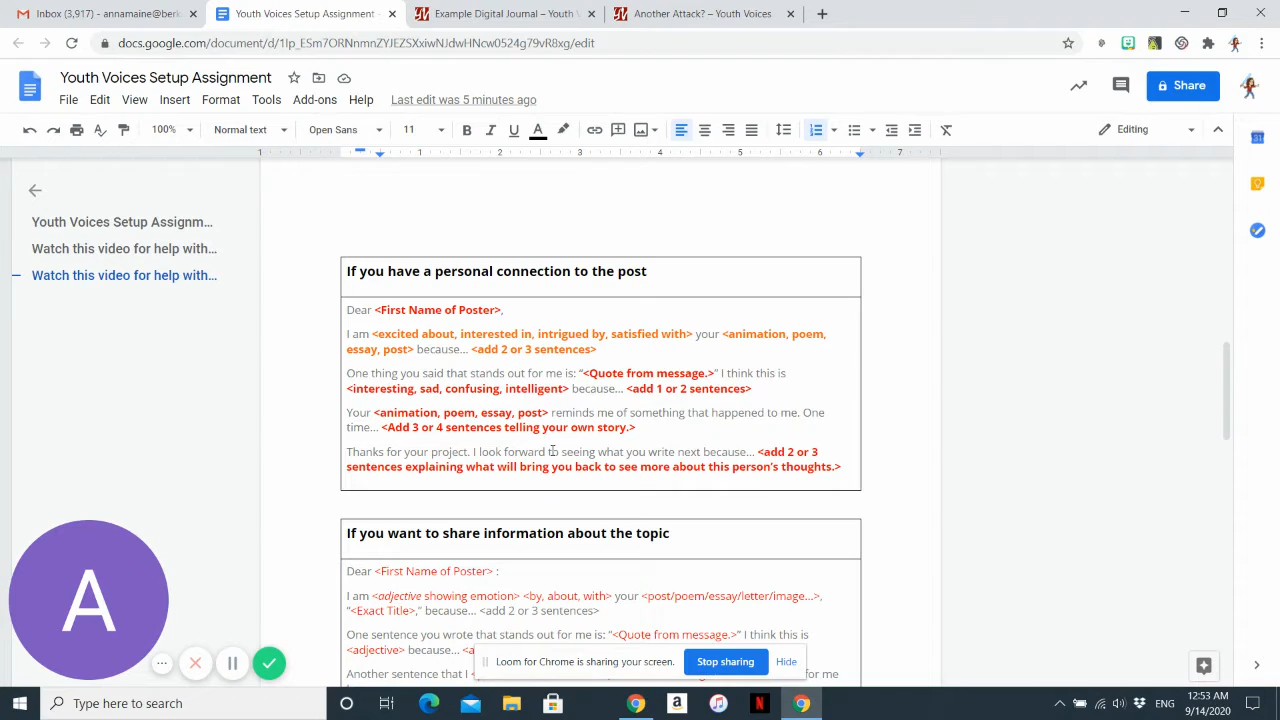 Inbox (3,917) - annamaine@berk
Youth Voices Setup Assignment -
Example Digital Journal – Youth V
Another Attack? – Youth Voices
docs.google.com/document/d/1Ip_ESm7ORNnmnZYJEZSXxiwNJdwHNcw0524g79vR8xg/edit
Youth Voices Setup Assignment
File Edit View Insert Format Tools Add-ons Help Last edit was 5 minutes ago
Share
100% Normal text Open Sans 11 Editing
1 1 2 3 4 5 6 7
Youth Voices Setup Assignm...
Watch this video for help with...
Watch this video for help with...
If you have a personal connection to the post
Dear <First Name of Poster>,
I am <excited about, interested in, intrigued by, satisfied with> your <animation, poem,
essay, post> because... <add 2 or 3 sentences>
One thing you said that stands out for me is: “<Quote from message.>” I think this is
<interesting, sad, confusing, intelligent> because... <add 1 or 2 sentences>
Your <animation, poem, essay, post> reminds me of something that happened to me. One
time... <Add 3 or 4 sentences telling your own story.>
Thanks for your project. I look forward to seeing what you write next because... <add 2 or 3
sentences explaining what will bring you back to see more about this person’s thoughts.>
If you want to share information about the topic
Dear <First Name of Poster> :
I am <adjective showing emotion> <by, about, with> your <post/poem/essay/letter/image...>,
“<Exact Title>,” because... <add 2 or 3 sentences>
One sentence you wrote that stands out for me is: “<Quote from message.>” I think this is
<adjective> because... <a
Another sentence that I for me
A
Loom for Chrome is sharing your screen. Stop sharing Hide
Type here to search
ENG
12:53 AM
9/14/2020